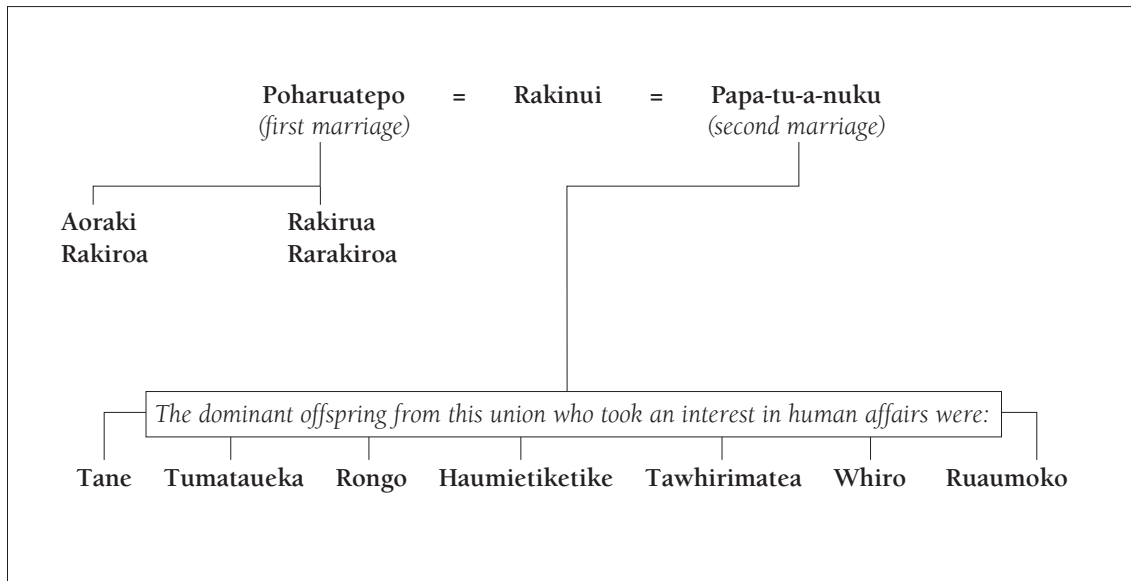 Poharuatepo = Rakinui = Papa-tu-a-nuku
(first marriage) (second marriage)
Aoraki Rakirua
Rakiroa Rarakiroa
The dominant offspring from this union who took an interest in human affairs were:
Tane Tumataueka Rongo Haumietiketike Tawhirimatea Whiro Ruaumoko